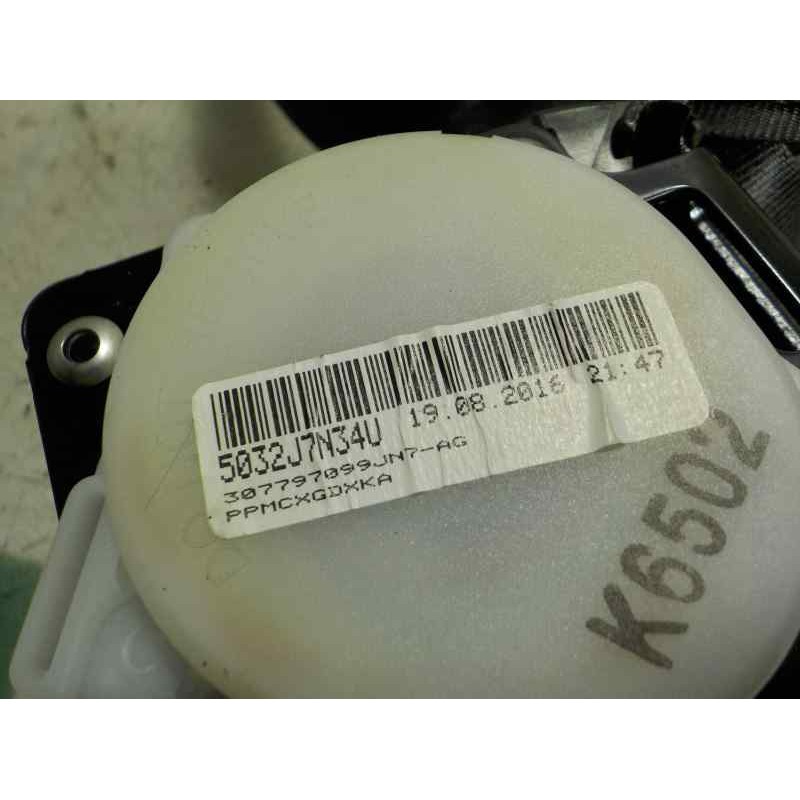 5032J7N34U 19.08.2016 21:47
307797099JN7-AG
PPMCXGDXKA
K6502